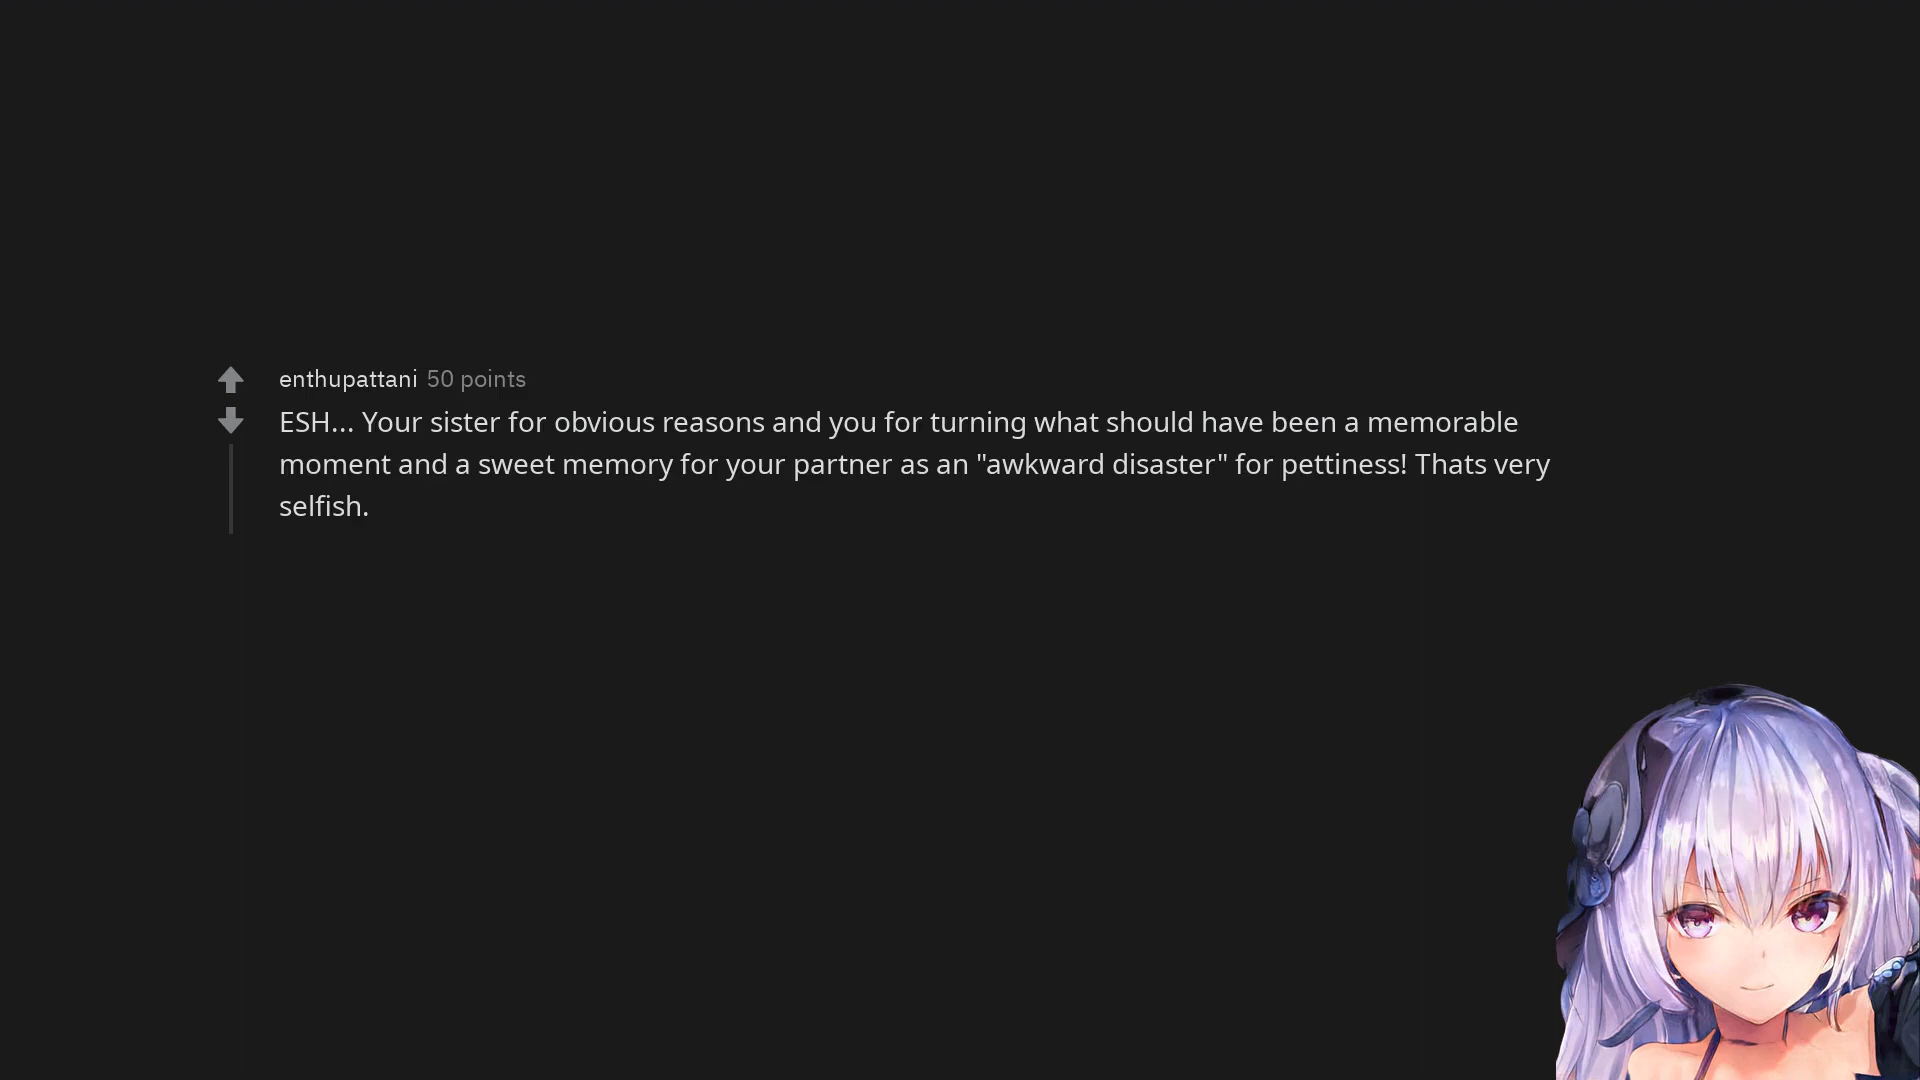 enthupattani 50 points
ESH... Your sister for obvious reasons and you for turning what should have been a memorable
moment and a sweet memory for your partner as an "awkward disaster" for pettiness! Thats very
selfish.